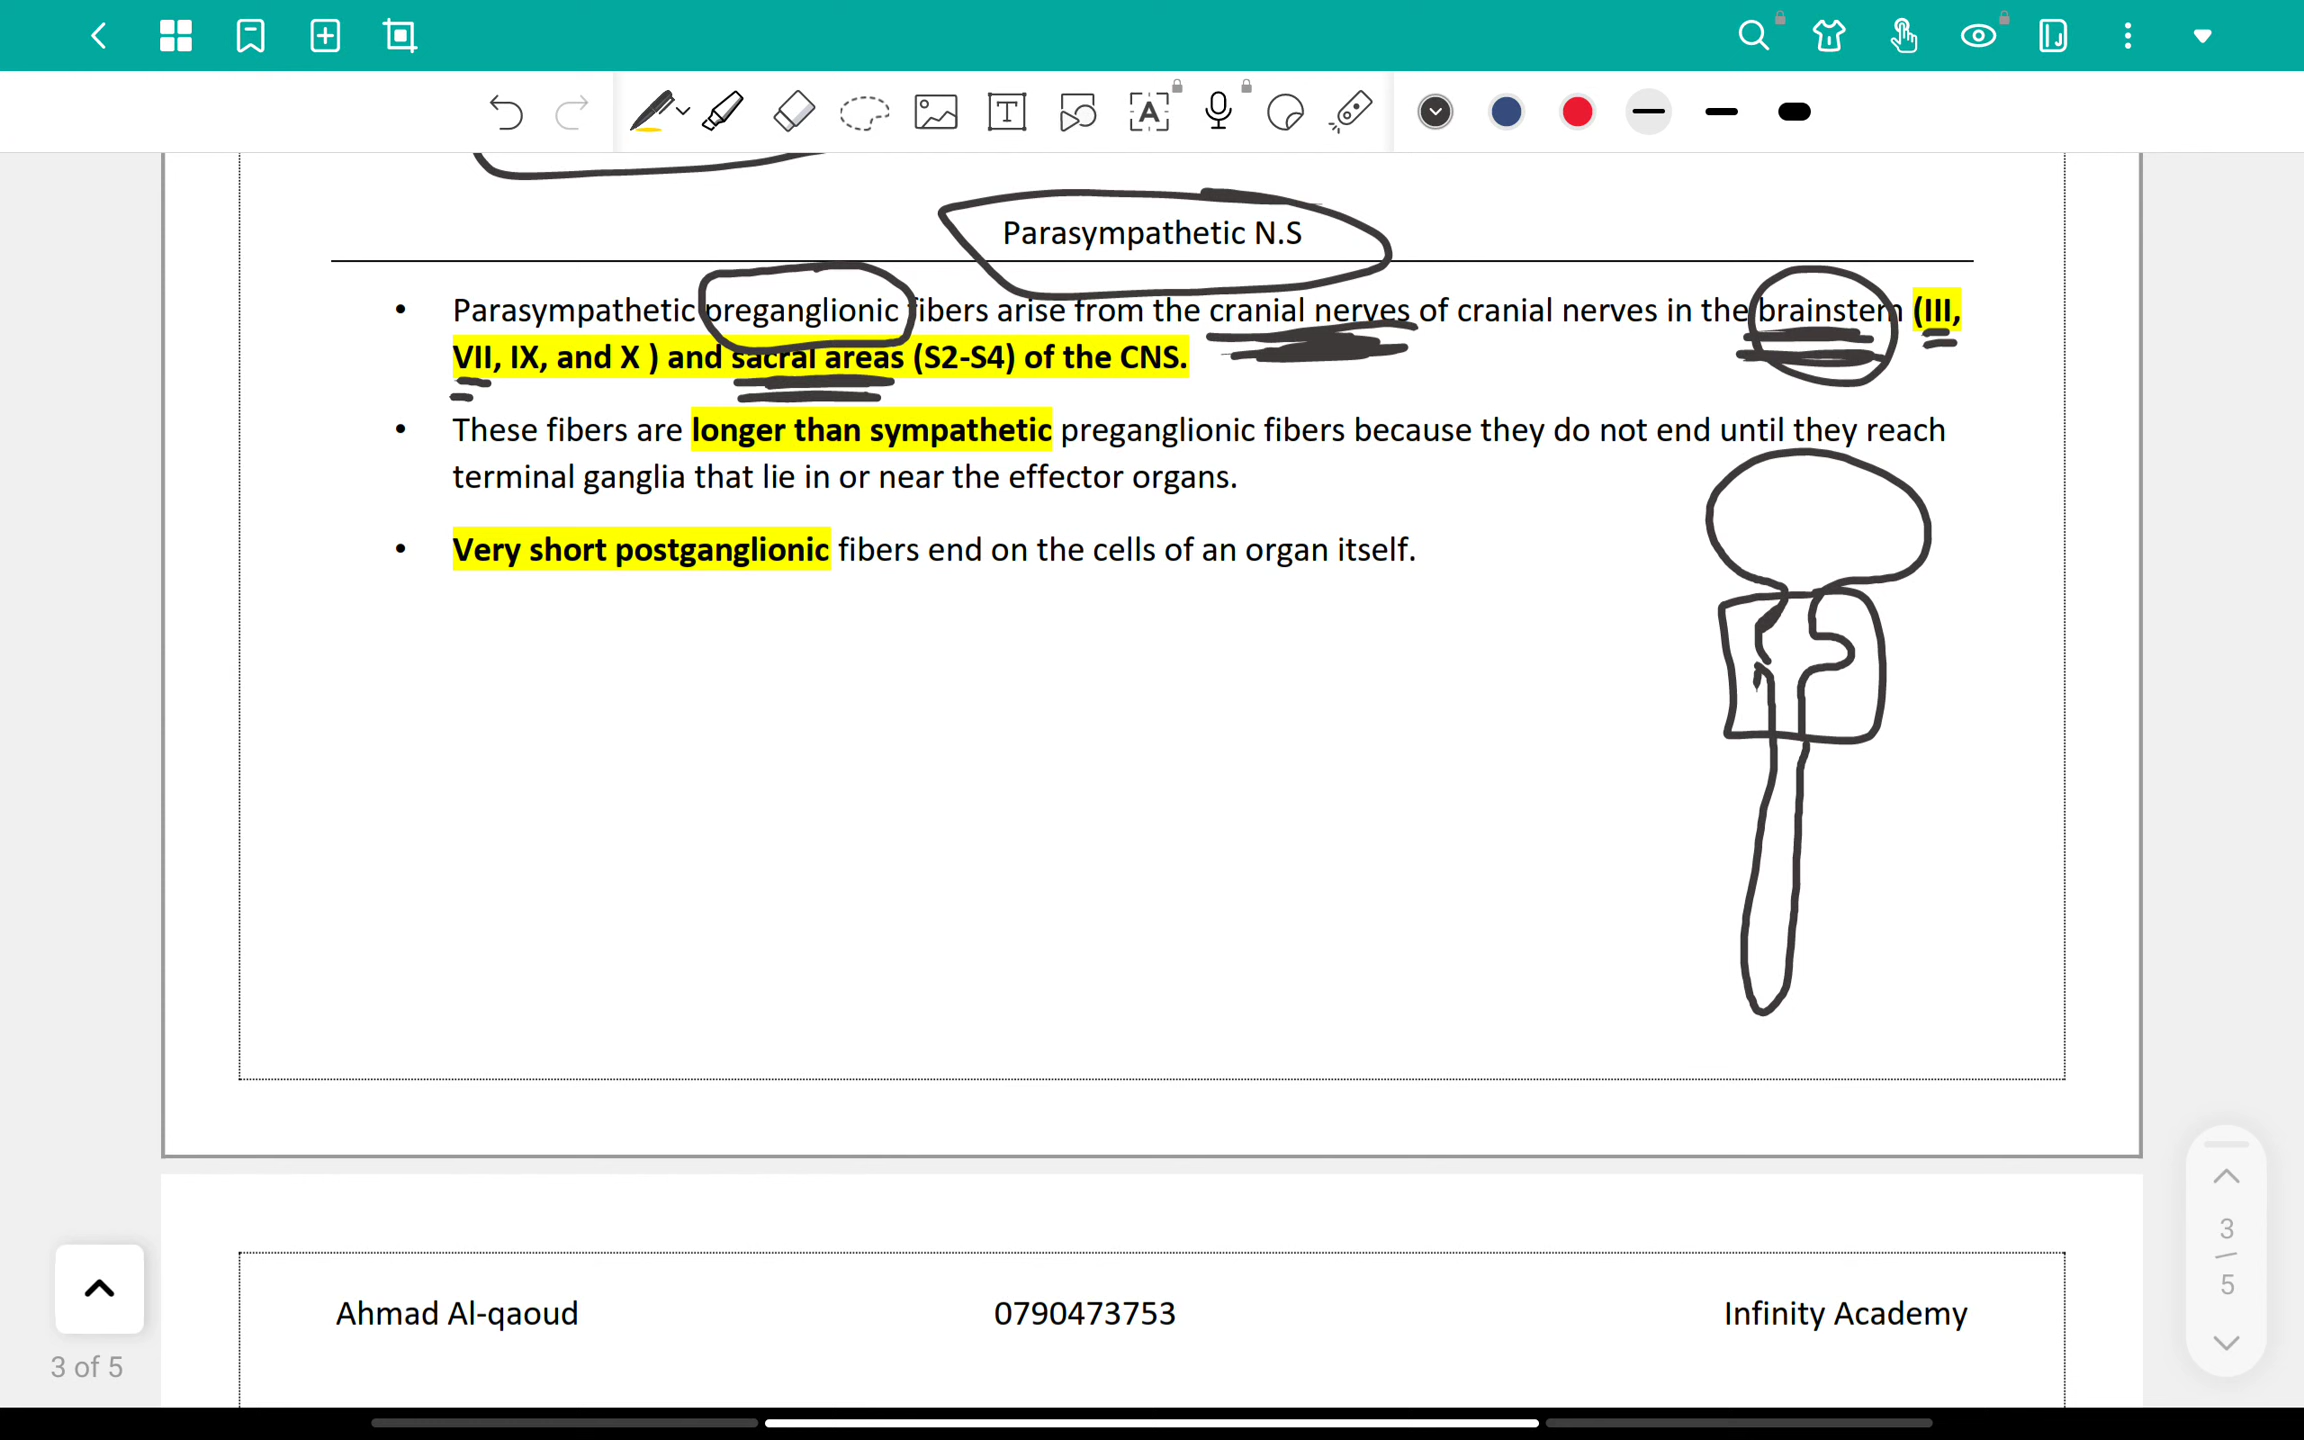 Parasympathetic N.S
• Parasympathetic preganglionic fibers arise from the cranial nerves of cranial nerves in the brainstem (III,
VII, IX, and X ) and sacral areas (S2-S4) of the CNS.
• These fibers are longer than sympathetic preganglionic fibers because they do not end until they reach
terminal ganglia that lie in or near the effector organs.
• Very short postganglionic fibers end on the cells of an organ itself.
3
5
Ahmad Al-qaoud 0790473753 Infinity Academy
3 of 5